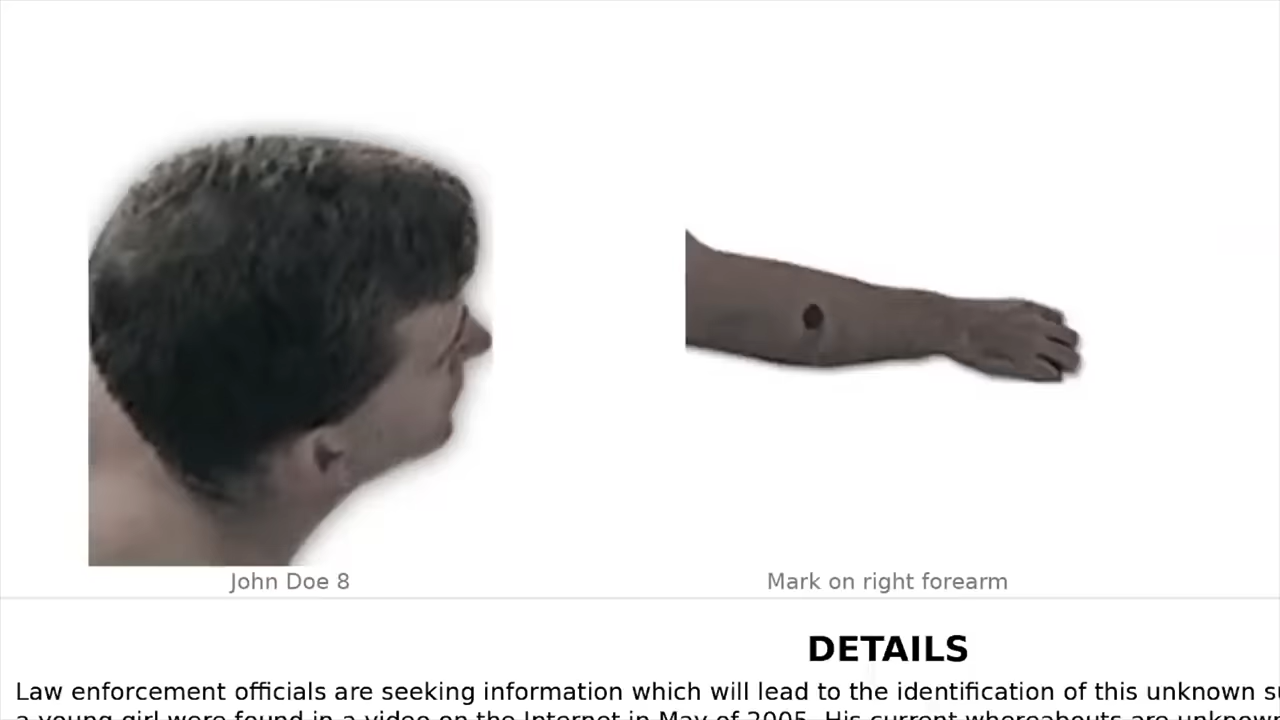 John Doe 8
Mark on right forearm
DETAILS
Law enforcement officials are seeking information which will lead to the identification of this unknown
a young girl were found in a video on the Internet in May of 2005. His current whereabouts are